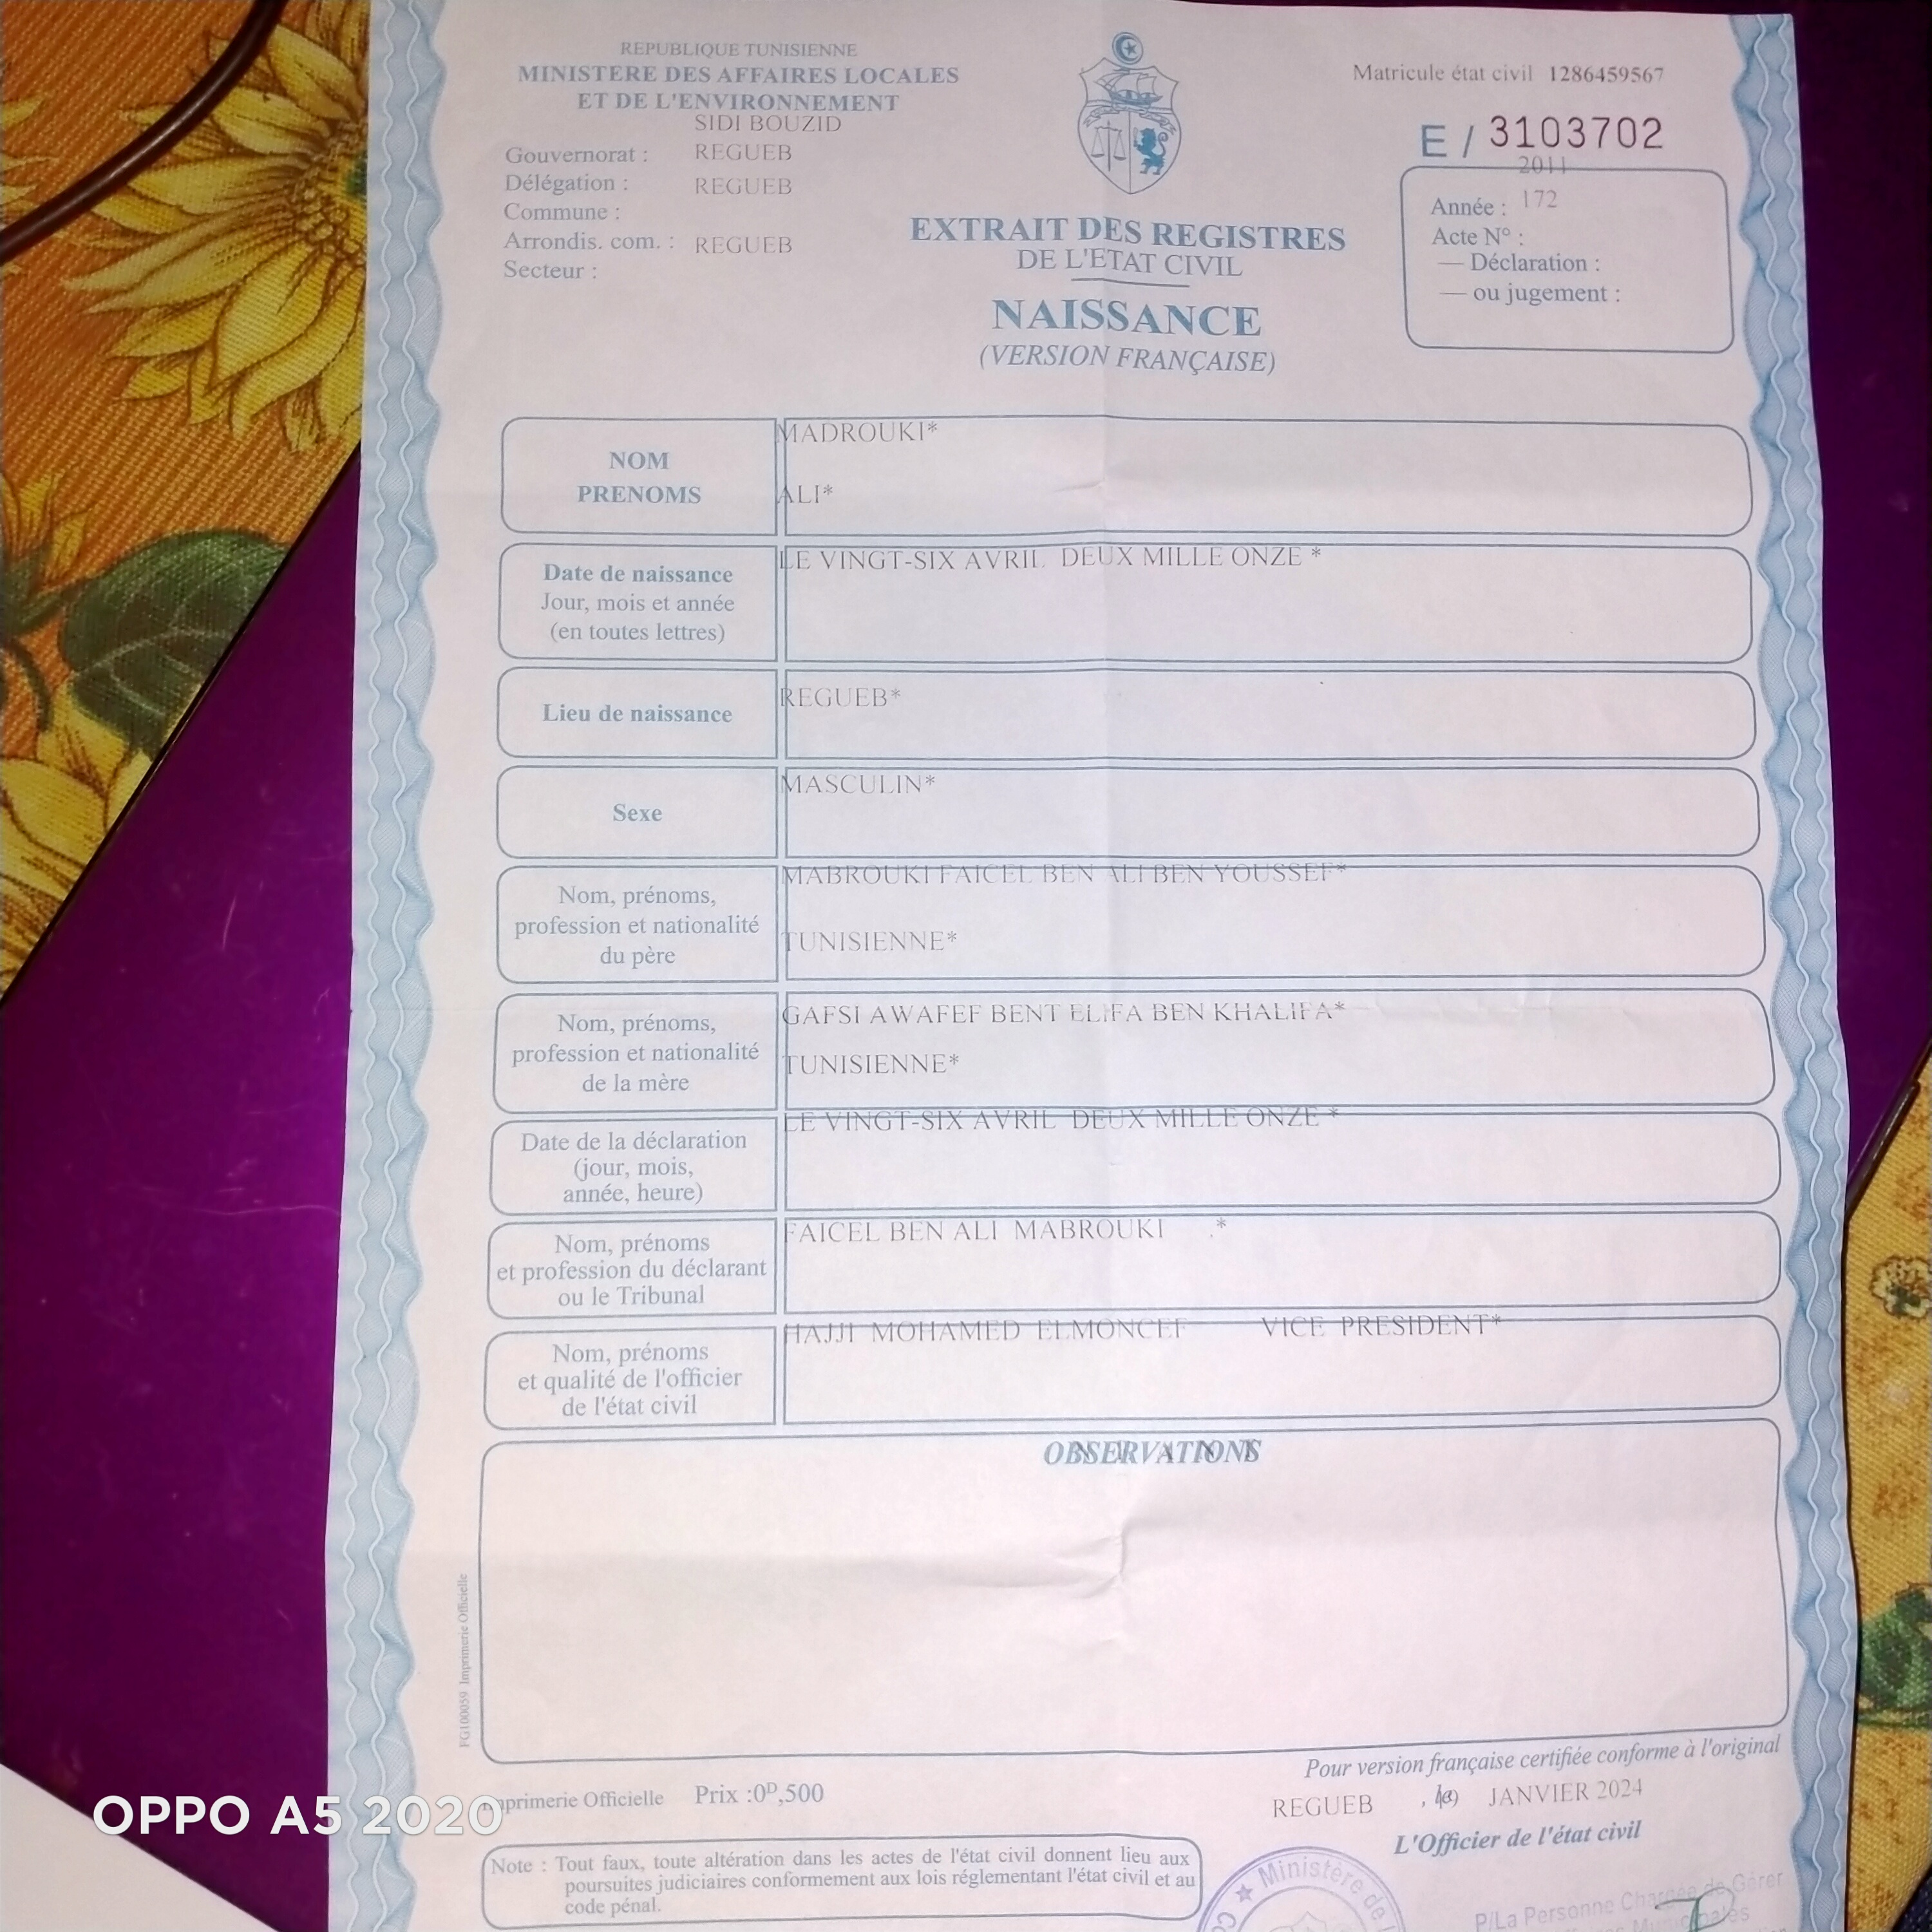 REPUBLIQUE TUNISIENNE
MINISTERE DES AFFAIRES LOCALES
ET DE L'ENVIRONNEMENT
SIDI BOUZID
Gouvernorat : REGUEB
Délégation : REGUEB
Commune :
Arrondis. com. : REGUEB
Secteur :
Matricule état civil 1286459567
E / 3103702
2011
Année : 172
Acte N° :
— Déclaration :
— ou jugement :
EXTRAIT DES REGISTRES
DE L'ETAT CIVIL
NAISSANCE
(VERSION FRANÇAISE)
NOM
PRENOMS
MADROUKI*
ALI*
Date de naissance
Jour, mois et année
(en toutes lettres)
LE VINGT-SIX AVRIL DEUX MILLE ONZE *
Lieu de naissance
REGUEB*
Sexe
MASCULIN*
Nom, prénoms,
profession et nationalité
du père
MABROUKI FAICEL BEN ALI BEN YOUSSEF*
TUNISIENNE*
Nom, prénoms,
profession et nationalité
de la mère
GAFSI AWAFEF BENT ELIFA BEN KHALIFA*
TUNISIENNE*
Date de la déclaration
(jour, mois,
année, heure)
LE VINGT-SIX AVRIL DEUX MILLE ONZE *
Nom, prénoms
et profession du déclarant
ou le Tribunal
FAICEL BEN ALI MABROUKI .*
Nom, prénoms
et qualité de l'officier
de l'état civil
HAJJI MOHAMED ELMONCEF VICE PRESIDENT*
OBSERVATIONS
FG100059 Imprimerie Officielle
Pour version française certifiée conforme à l'original
Imprimerie Officielle Prix :0ᴰ,500
REGUEB , le JANVIER 2024
L'Officier de l'état civil
Note : Tout faux, toute altération dans les actes de l'état civil donnent lieu aux
poursuites judiciaires conformement aux lois réglementant l'état civil et au
code pénal.
★ Ministère de
P/La Personne Chargée de Gérer
Municipales
OPPO A5 2020